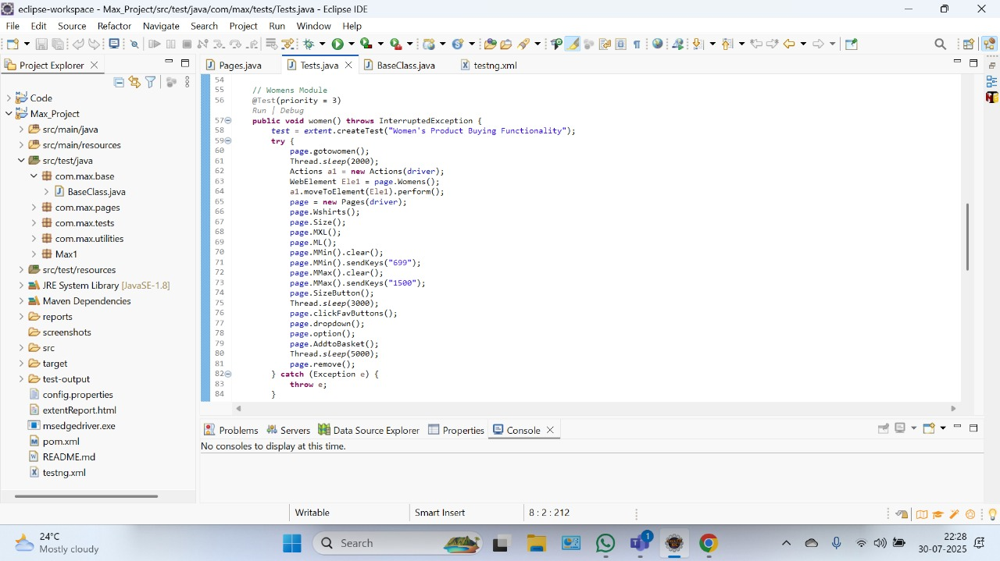 eclipse-workspace - Max_Project/src/test/java/com/max/tests/Tests.java - Eclipse IDE
File Edit Source Refactor Navigate Search Project Run Window Help
Project Explorer
Code
Max_Project
src/main/java
src/main/resources
src/test/java
com.max.base
BaseClass.java
com.max.pages
com.max.tests
com.max.utilities
Max1
src/test/resources
JRE System Library [JavaSE-1.8]
Maven Dependencies
reports
screenshots
src
target
test-output
config.properties
extentReport.html
msedgedriver.exe
pom.xml
README.md
testng.xml
Pages.java Tests.java BaseClass.java testng.xml
54
55 // Womens Module
56 @Test(priority = 3)
Run | Debug
57 public void women() throws InterruptedException {
58 test = extent.createTest("Women's Product Buying Functionality");
59 try {
60 page.gotowomen();
61 Thread.sleep(2000);
62 Actions a1 = new Actions(driver);
63 WebElement Ele1 = page.Womens();
64 a1.moveToElement(Ele1).perform();
65 page = new Pages(driver);
66 page.Wshirts();
67 page.Size();
68 page.MXL();
69 page.ML();
70 page.MMin().clear();
71 page.MMin().sendKeys("699");
72 page.MMax().clear();
73 page.MMax().sendKeys("1500");
74 page.SizeButton();
75 Thread.sleep(3000);
76 page.clickFavButtons();
77 page.dropdown();
78 page.option();
79 page.AddtoBasket();
80 Thread.sleep(5000);
81 page.remove();
82 } catch (Exception e) {
83 throw e;
84 }
Problems Servers Data Source Explorer Properties Console
No consoles to display at this time.
Writable Smart Insert 8 : 2 : 212
24°C
Mostly cloudy
Search
1
22:28
30-07-2025